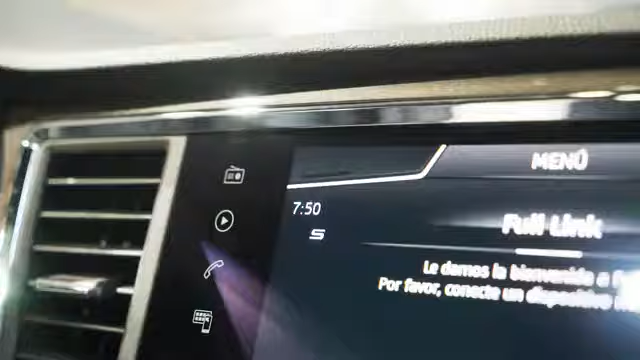 MENÚ
7:50
Full Link
Le damos la bienvenida a
Por favor, conecte un dispositivo